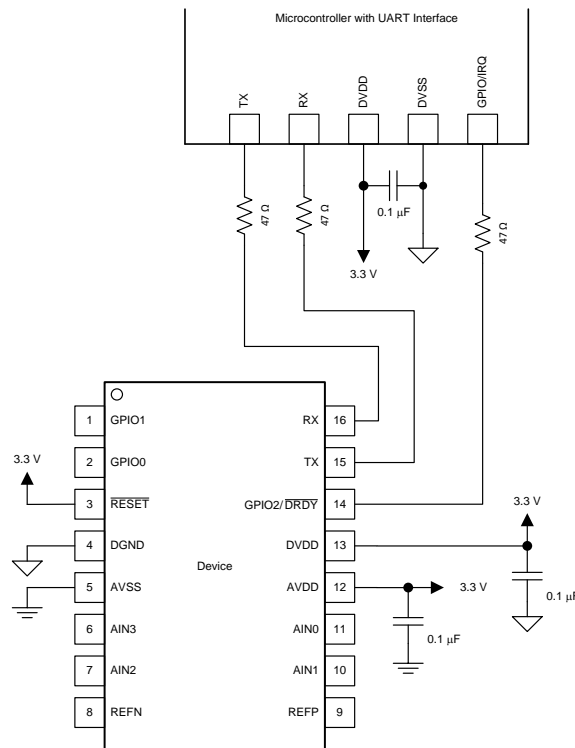 Microcontroller with UART Interface
TX
RX
DVDD
DVSS
GPIO/IRQ
47 Ω
47 Ω
0.1 μF
47 Ω
3.3 V
1 GPIO1 RX 16
2 GPIO0 TX 15
3.3 V
3 RESET GPIO2/DRDY 14
3.3 V
4 DGND DVDD 13
Device
5 AVSS AVDD 12
3.3 V
0.1 μF
6 AIN3 AIN0 11
0.1 μF
7 AIN2 AIN1 10
8 REFN REFP 9